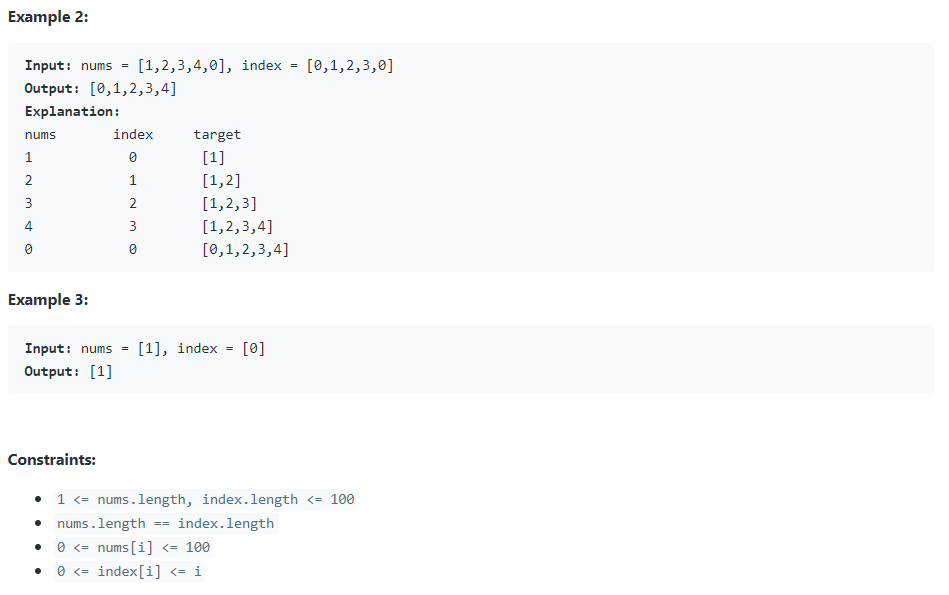 Example 2:
Input: nums = [1,2,3,4,0], index = [0,1,2,3,0]
Output: [0,1,2,3,4]
Explanation:
nums index target
1 0 [1]
2 1 [1,2]
3 2 [1,2,3]
4 3 [1,2,3,4]
0 0 [0,1,2,3,4]
Example 3:
Input: nums = [1], index = [0]
Output: [1]
Constraints:
• 1 <= nums.length, index.length <= 100
• nums.length == index.length
• 0 <= nums[i] <= 100
• 0 <= index[i] <= i